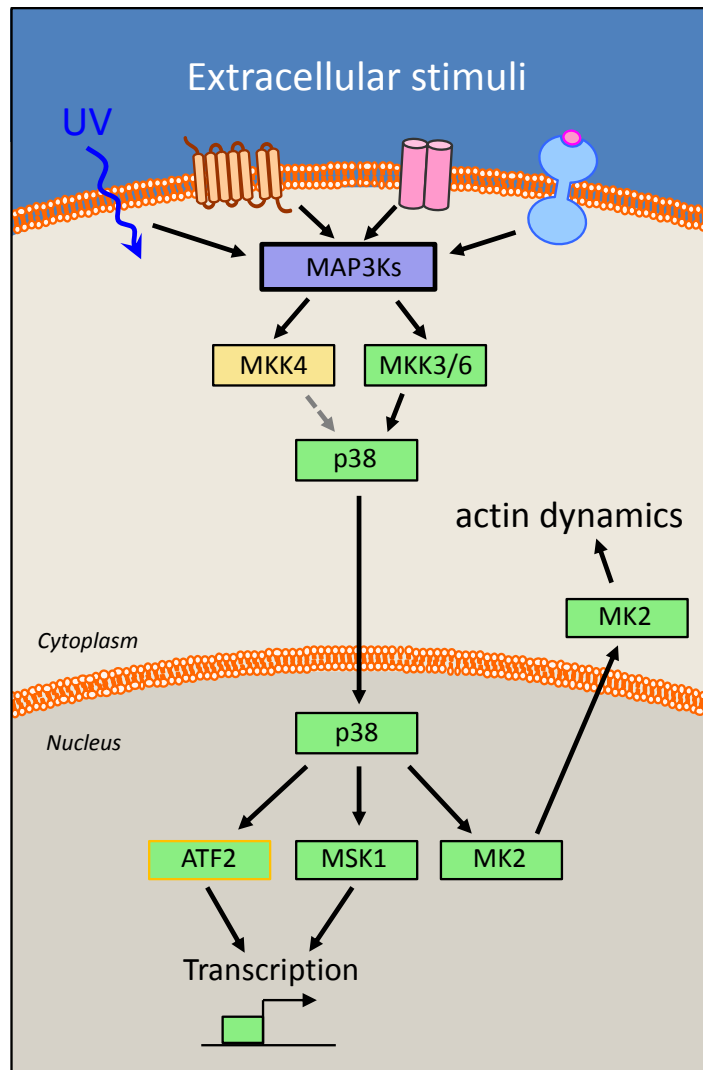 Extracellular stimuli
UV
MAP3Ks
MKK4
MKK3/6
p38
actin dynamics
MK2
Cytoplasm
Nucleus
p38
ATF2
MSK1
MK2
Transcription